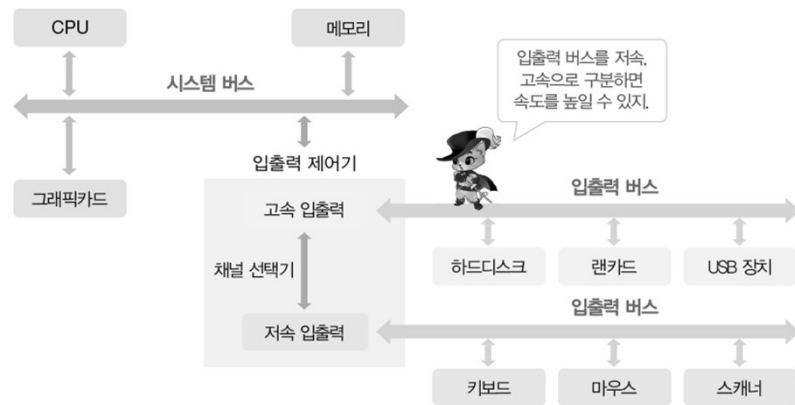 CPU
메모리
입출력 버스를 저속,
고속으로 구분하면
속도를 높일 수 있지.
시스템 버스
입출력 제어기
그래픽카드
고속 입출력
입출력 버스
채널 선택기
하드디스크
랜카드
USB 장치
입출력 버스
저속 입출력
키보드
마우스
스캐너